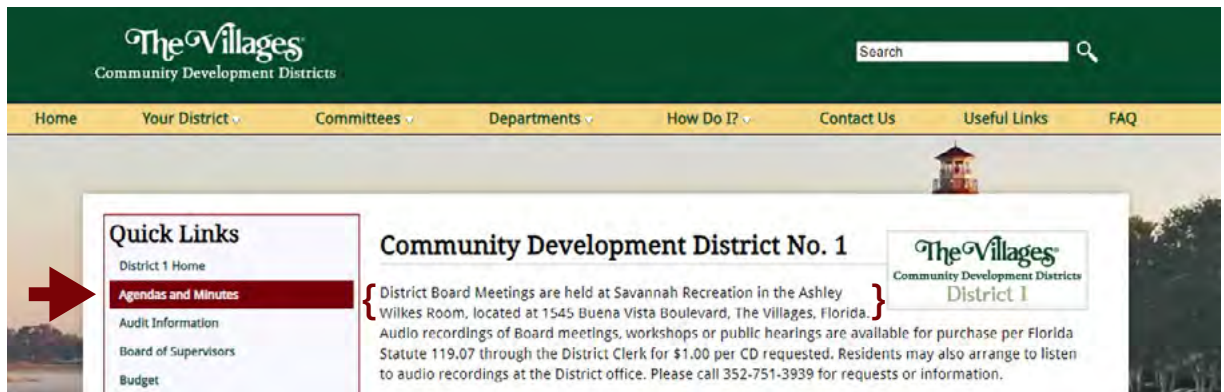 The Villages
Community Development Districts
Search
Home Your District Committees Departments How Do I? Contact Us Useful Links FAQ
Quick Links
District 1 Home
Agendas and Minutes
Audit Information
Board of Supervisors
Budget
Community Development District No. 1
The Villages
Community Development Districts
District 1
{ District Board Meetings are held at Savannah Recreation in the Ashley }
Wilkes Room, located at 1545 Buena Vista Boulevard, The Villages, Florida.
Audio recordings of Board meetings, workshops or public hearings are available for purchase per Florida
Statute 119.07 through the District Clerk for $1.00 per CD requested. Residents may also arrange to listen
to audio recordings at the District office. Please call 352-751-3939 for requests or information.